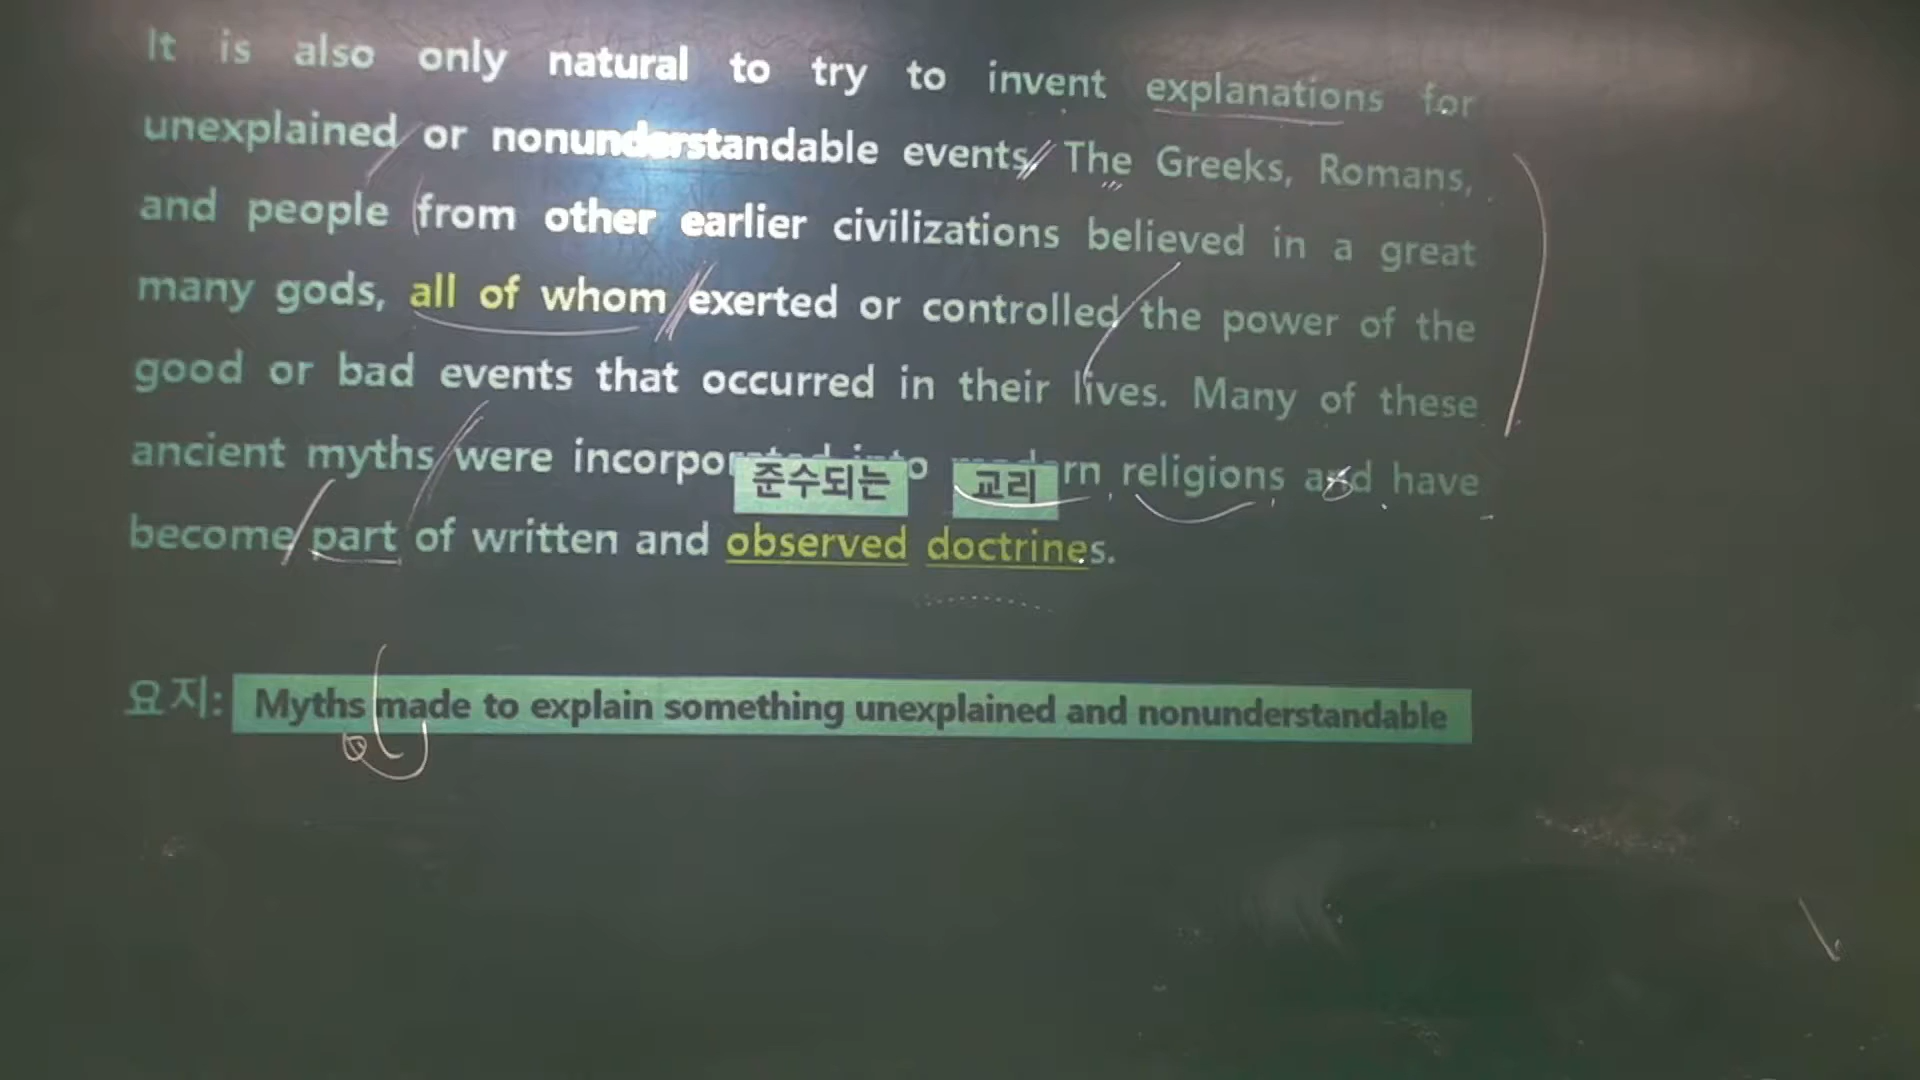 It is also only natural to try to invent explanations for
unexplained or nonunderstandable events. The Greeks, Romans,
and people from other earlier civilizations believed in a great
many gods, all of whom exerted or controlled the power of the
good or bad events that occurred in their lives. Many of these
ancient myths were incorporated into modern religions and have
준수되는 교리
become part of written and observed doctrines.
요지: Myths made to explain something unexplained and nonunderstandable